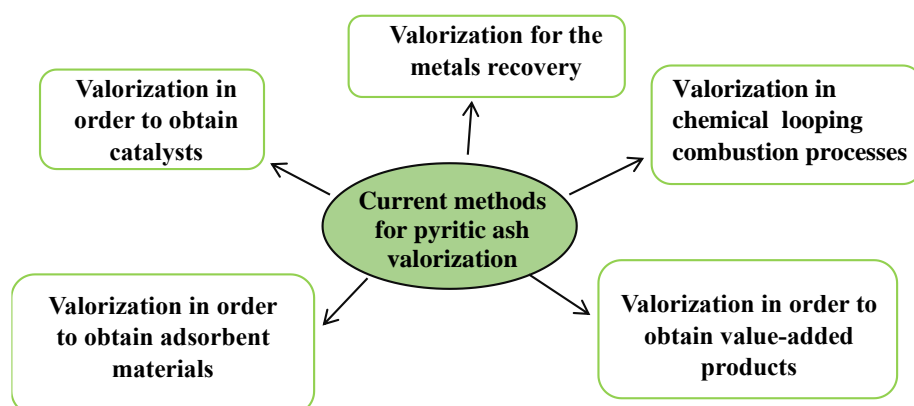 Valorization for the
metals recovery
Valorization in
order to obtain
catalysts
Valorization in
chemical looping
combustion processes
Current methods
for pyritic ash
valorization
Valorization in order
to obtain adsorbent
materials
Valorization in order to
obtain value-added
products